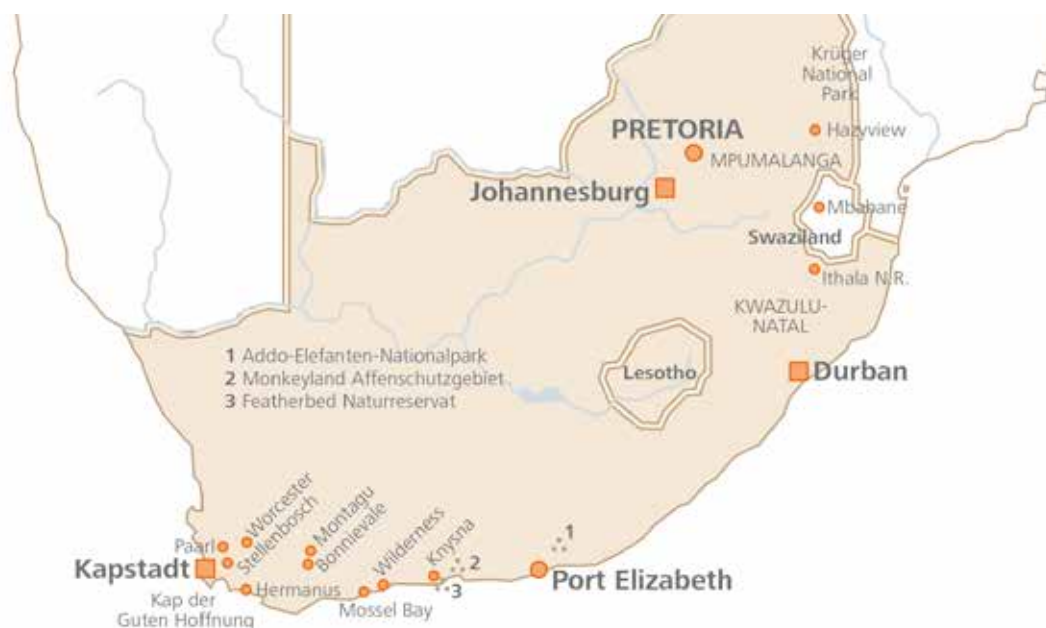 Krüger
National
Park
Hazyview
PRETORIA
MPUMALANGA
Johannesburg
Mbabane
Swaziland
Ithala N.R.
KWAZULU-
NATAL
1 Addo-Elefanten-Nationalpark
2 Monkeyland Affenschutzgebiet
3 Featherbed Naturreservat
Lesotho
Durban
Worcester
Stellenbosch
Montagu
Bonnievale
Wilderness
Knysna
1
2
3
Paarl
Kapstadt
Hermanus
Port Elizabeth
Kap der
Guten Hoffnung
Mossel Bay